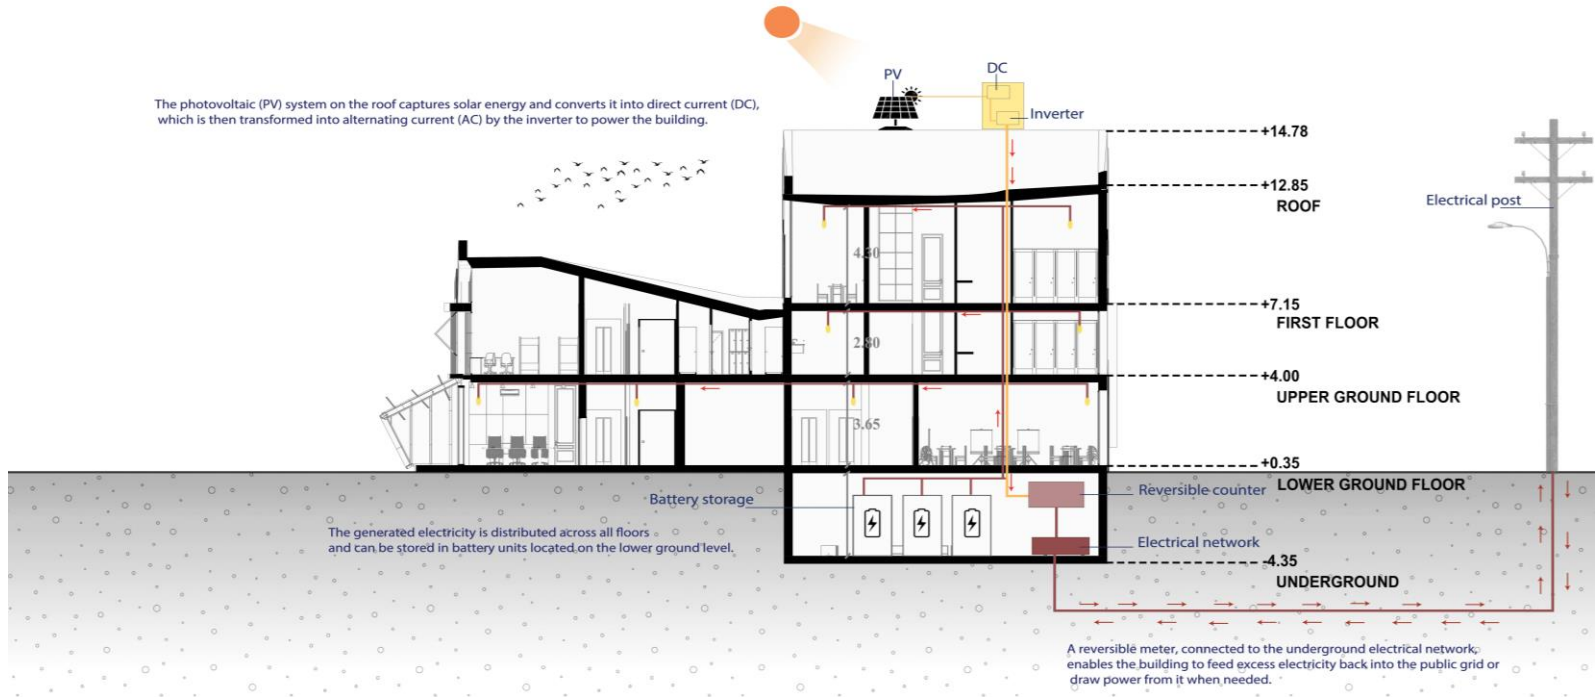 PV
DC
The photovoltaic (PV) system on the roof captures solar energy and converts it into direct current (DC),
which is then transformed into alternating current (AC) by the inverter to power the building.
Inverter
+14.78
+12.85
ROOF
Electrical post
4.30
+7.15
FIRST FLOOR
2.80
+4.00
UPPER GROUND FLOOR
3.65
+0.35
LOWER GROUND FLOOR
Battery storage
Reversible counter
The generated electricity is distributed across all floors
and can be stored in battery units located on the lower ground level.
Electrical network
-4.35
UNDERGROUND
A reversible meter, connected to the underground electrical network,
enables the building to feed excess electricity back into the public grid or
draw power from it when needed.